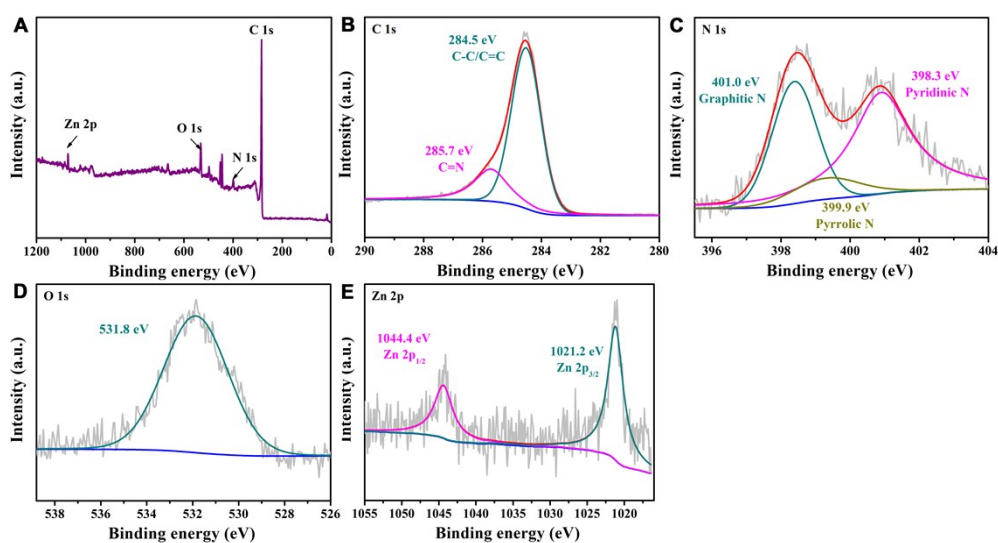 A
C 1s
Zn 2p
O 1s
N 1s
Intensity (a.u.)
1200 1000 800 600 400 200 0
Binding energy (eV)
B
C 1s
284.5 eV
C-C/C=C
285.7 eV
C=N
Intensity (a.u.)
290 288 286 284 282 280
Binding energy (eV)
C
N 1s
401.0 eV
Graphitic N
398.3 eV
Pyridinic N
399.9 eV
Pyrrolic N
Intensity (a.u.)
396 398 400 402 404
Binding energy (eV)
D
O 1s
531.8 eV
Intensity (a.u.)
538 536 534 532 530 528 526
Binding energy (eV)
E
Zn 2p
1044.4 eV
Zn 2p1/2
1021.2 eV
Zn 2p3/2
Intensity (a.u.)
1055 1050 1045 1040 1035 1030 1025 1020
Binding energy (eV)